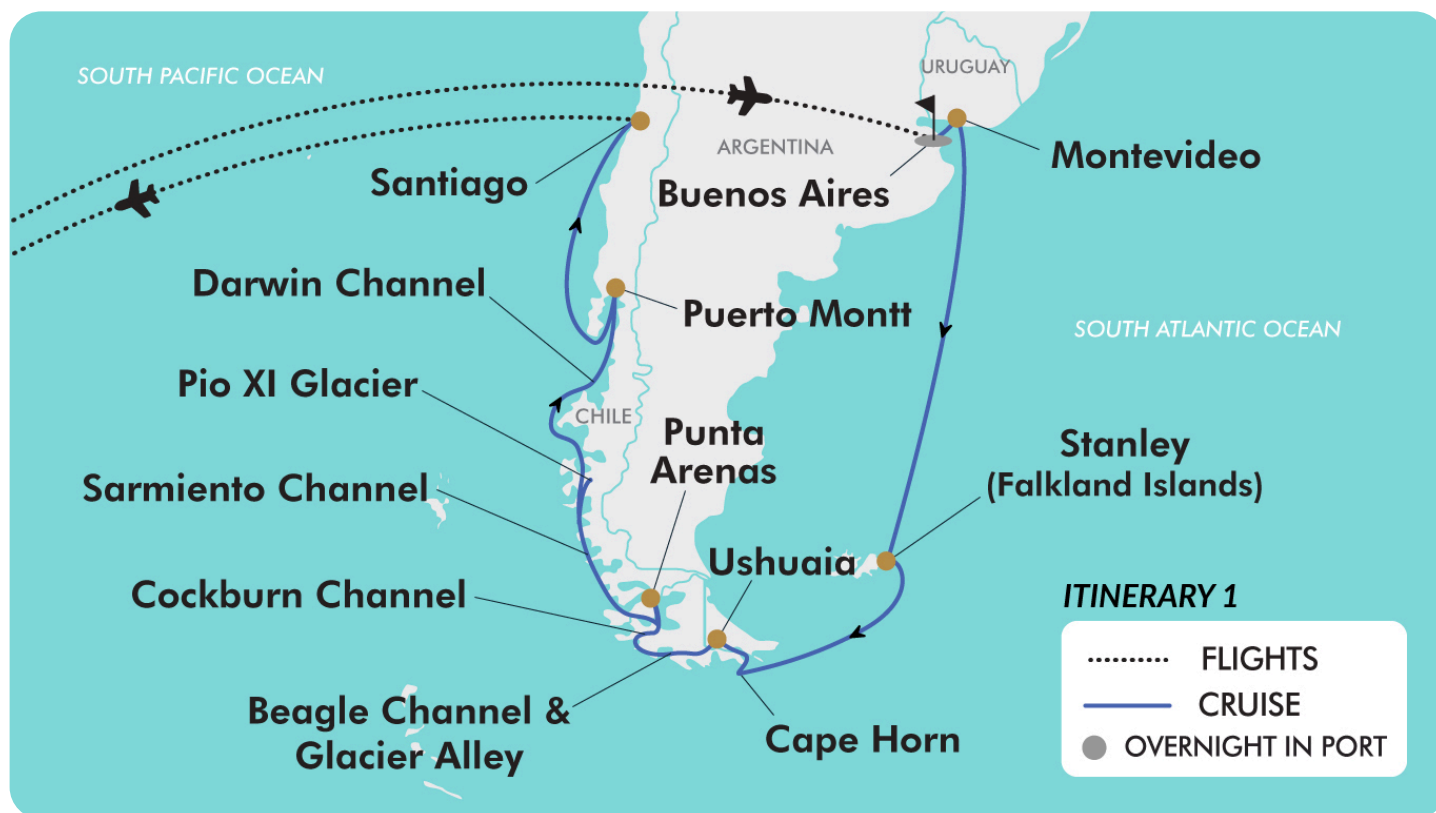 SOUTH PACIFIC OCEAN
URUGUAY
ARGENTINA
Montevideo
Santiago
Buenos Aires
Darwin Channel
Puerto Montt
SOUTH ATLANTIC OCEAN
Pio XI Glacier
CHILE
Punta
Arenas
Stanley
(Falkland Islands)
Sarmiento Channel
Ushuaia
Cockburn Channel
ITINERARY 1
FLIGHTS
CRUISE
OVERNIGHT IN PORT
Beagle Channel &
Glacier Alley
Cape Horn